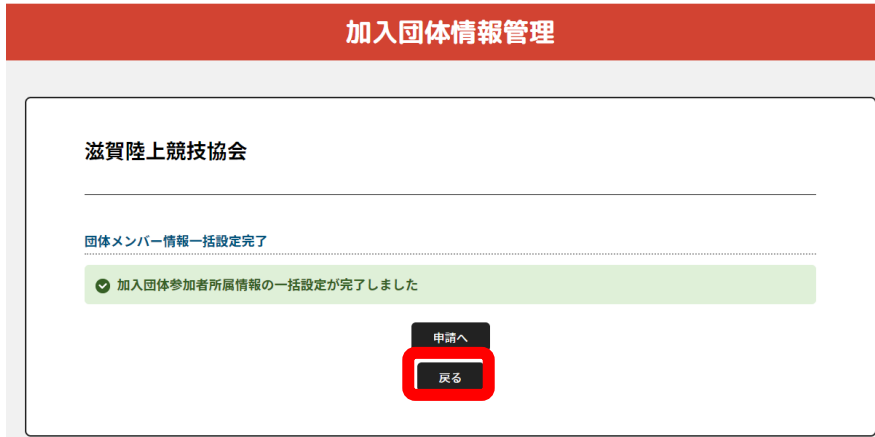 加入団体情報管理
滋賀陸上競技協会
団体メンバー情報一括設定完了
加入団体参加者所属情報の一括設定が完了しました
申請へ
戻る